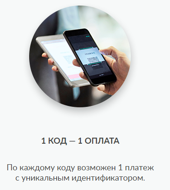 1 КОД — 1 ОПЛАТА
По каждому коду возможен 1 платеж
с уникальным идентификатором.